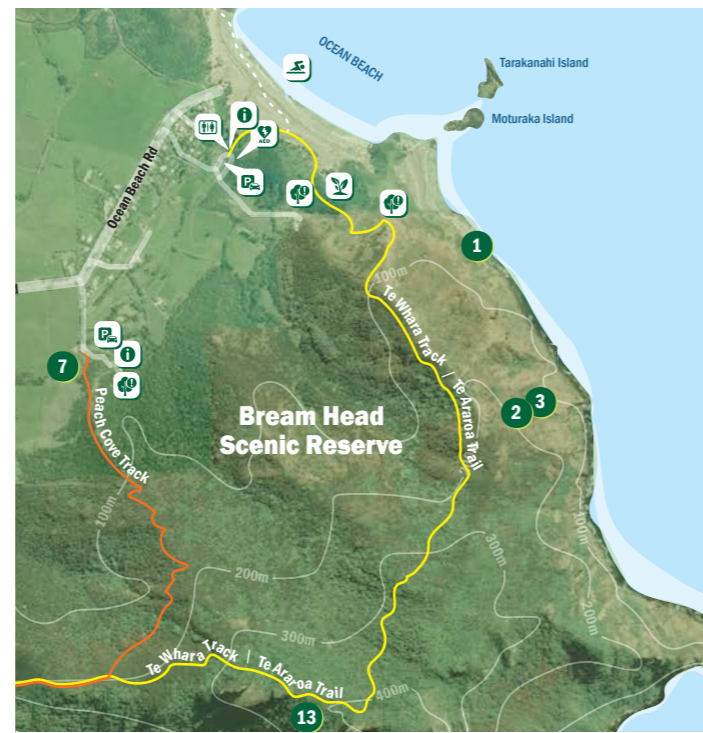 OCEAN BEACH
Tarakanahi Island
Moturaka Island
i
AED
P
Ocean Beach Rd
1
100m
Te Whara Track | Te Araroa Trail
P
i
7
Peach Cove Track
Bream Head
Scenic Reserve
3
2
100m
100m
300m
200m
200m
300m
Te Whara Track | Te Araroa Trail
400m
13